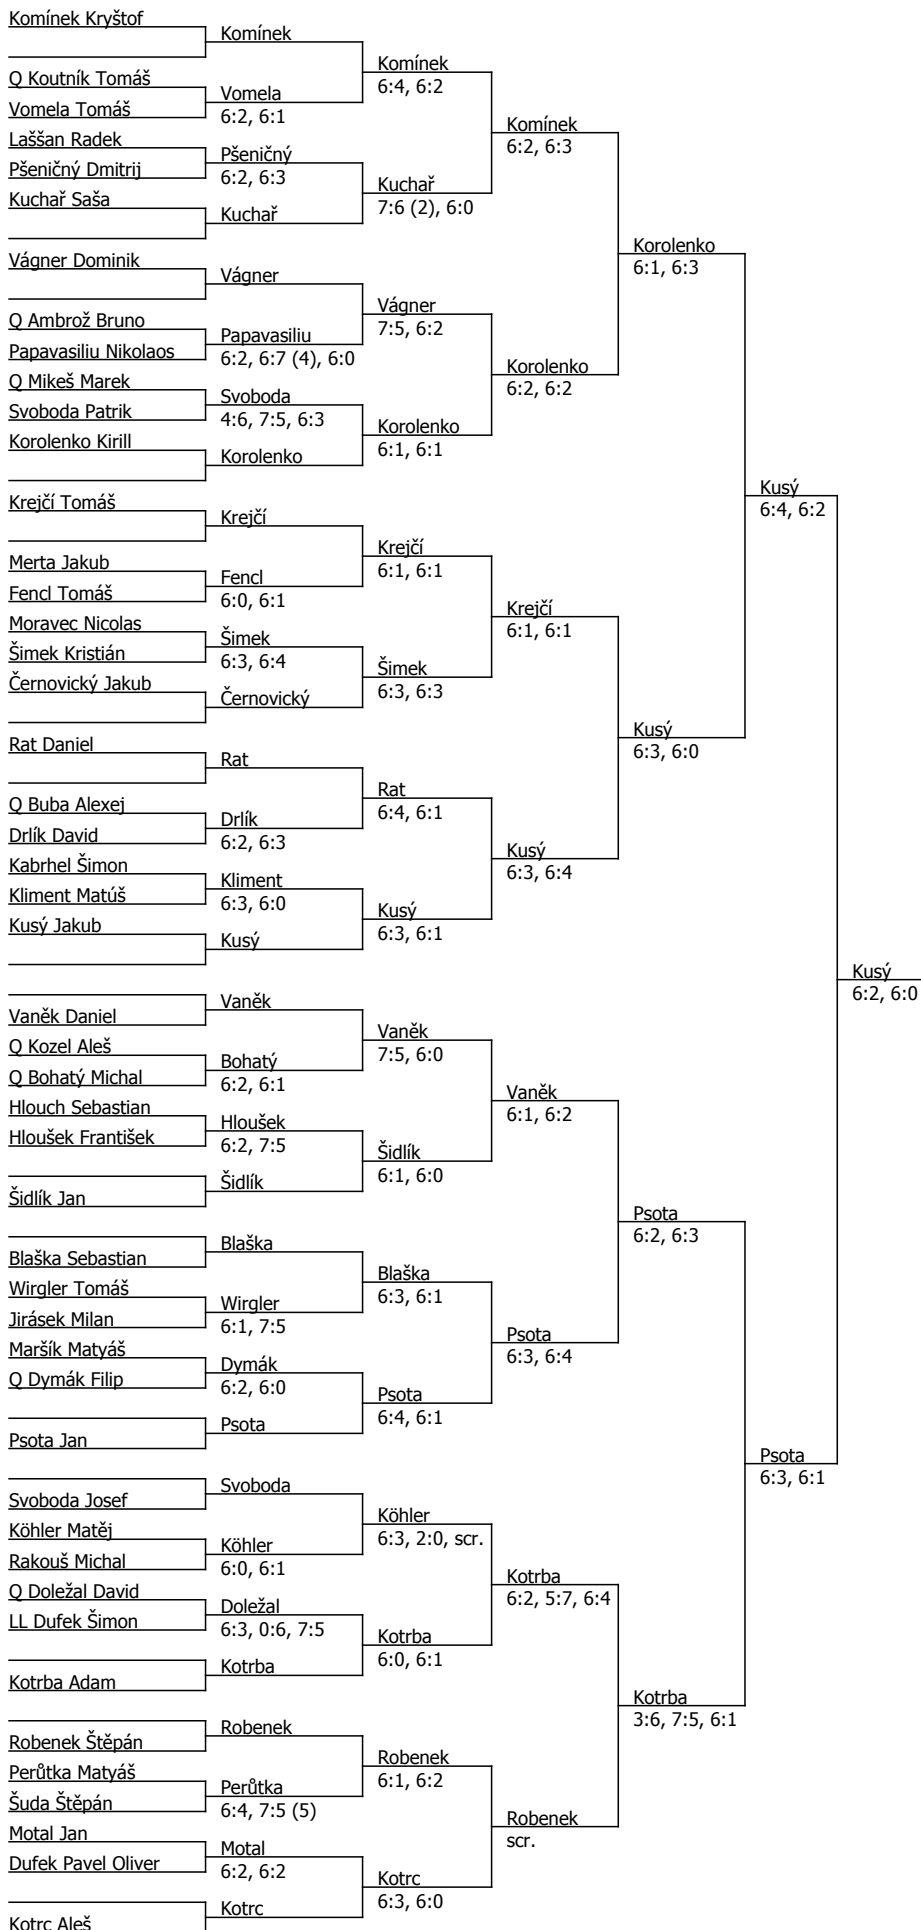 Komínek Kryštof
Komínek
Q Koutník Tomáš
Vomela Tomáš
Vomela
6:2, 6:1
Komínek
6:4, 6:2
Laššan Radek
Pšeničný Dmitrij
Pšeničný
6:2, 6:3
Kuchař Saša
Kuchař
Kuchař
7:6 (2), 6:0
Komínek
6:2, 6:3
Vágner Dominik
Vágner
Q Ambrož Bruno
Papavasiliu Nikolaos
Papavasiliu
6:2, 6:7 (4), 6:0
Vágner
7:5, 6:2
Q Mikeš Marek
Svoboda Patrik
Svoboda
4:6, 7:5, 6:3
Korolenko Kirill
Korolenko
Korolenko
6:1, 6:1
Korolenko
6:2, 6:2
Korolenko
6:1, 6:3
Krejčí Tomáš
Krejčí
Merta Jakub
Fencl Tomáš
Fencl
6:0, 6:1
Krejčí
6:1, 6:1
Moravec Nicolas
Šimek Kristián
Šimek
6:3, 6:4
Černovický Jakub
Černovický
Šimek
6:3, 6:3
Krejčí
6:1, 6:1
Rat Daniel
Rat
Q Buba Alexej
Drlík David
Drlík
6:2, 6:3
Rat
6:4, 6:1
Kabrhel Šimon
Kliment Matúš
Kliment
6:3, 6:0
Kusý Jakub
Kusý
Kusý
6:3, 6:1
Kusý
6:3, 6:4
Kusý
6:3, 6:0
Kusý
6:4, 6:2
Kusý
6:2, 6:0
Vaněk Daniel
Vaněk
Q Kozel Aleš
Q Bohatý Michal
Bohatý
6:2, 6:1
Vaněk
7:5, 6:0
Hlouch Sebastian
Hloušek František
Hloušek
6:2, 7:5
Šidlík Jan
Šidlík
Šidlík
6:1, 6:0
Vaněk
6:1, 6:2
Blaška Sebastian
Blaška
Wirgler Tomáš
Jirásek Milan
Wirgler
6:1, 7:5
Blaška
6:3, 6:1
Maršík Matyáš
Q Dymák Filip
Dymák
6:2, 6:0
Psota Jan
Psota
Psota
6:4, 6:1
Psota
6:3, 6:4
Psota
6:2, 6:3
Svoboda Josef
Svoboda
Köhler Matěj
Rakouš Michal
Köhler
6:0, 6:1
Köhler
6:3, 2:0, scr.
Q Doležal David
LL Dufek Šimon
Doležal
6:3, 0:6, 7:5
Kotrba Adam
Kotrba
Kotrba
6:0, 6:1
Kotrba
6:2, 5:7, 6:4
Robenek Štěpán
Robenek
Perůtka Matyáš
Šuda Štěpán
Perůtka
6:4, 7:5 (5)
Robenek
6:1, 6:2
Motal Jan
Dufek Pavel Oliver
Motal
6:2, 6:2
Kotrc Aleš
Kotrc
Kotrc
6:3, 6:0
Robenek
scr.
Kotrba
3:6, 7:5, 6:1
Psota
6:3, 6:1